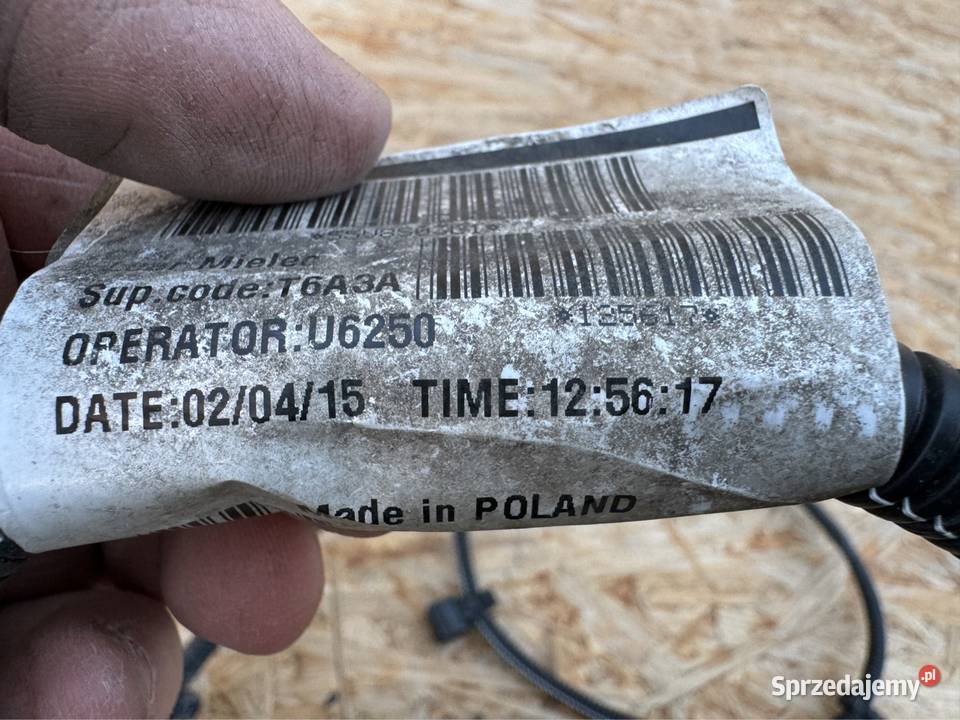 Mielec
Sup.code:T6A3A
*135617*
OPERATOR:U6250
DATE:02/04/15 TIME:12:56:17
Made in POLAND
Sprzedajemy.pl